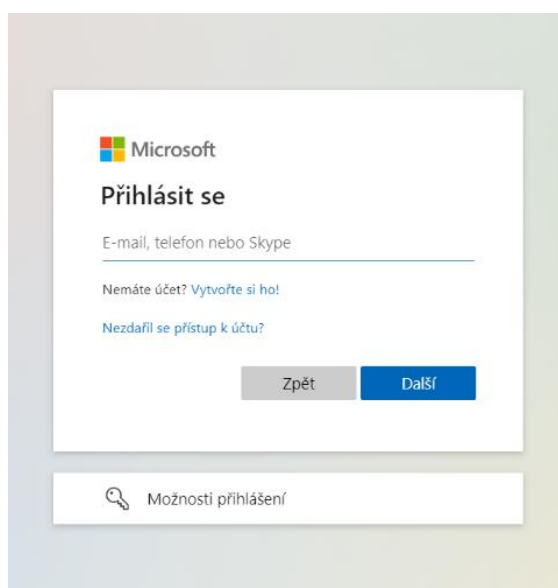 Microsoft
Přihlásit se
E-mail, telefon nebo Skype
Nemáte účet? Vytvořte si ho!
Nezdařil se přístup k účtu?
Zpět Další
Možnosti přihlášení